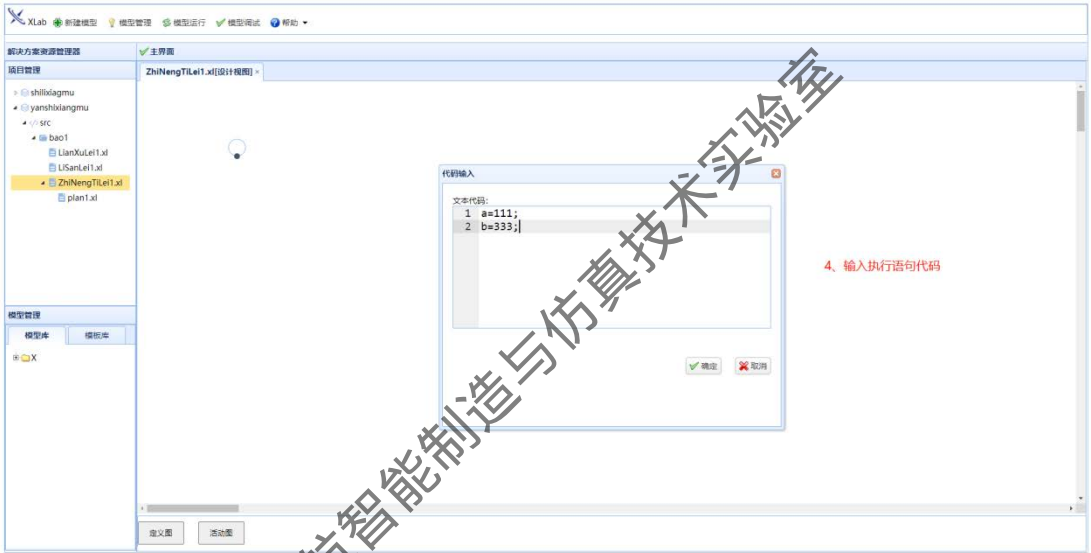 XLab 新建模型 模型管理 模型运行 模型调试 帮助
解决方案资源管理器
主界面
项目管理
ZhiNengTiLei1.xl[设计视图] ×
shilixiagmu
yanshixiangmu
src
bao1
LianXuLei1.xl
LiSanLei1.xl
ZhiNengTiLei1.xl
plan1.xl
代码输入
文本代码:
1 a=111;
2 b=333;
确定 取消
4、输入执行语句代码
模型管理
模型库 模板库
X
定义图 活动图
智能制造与仿真技术实验室